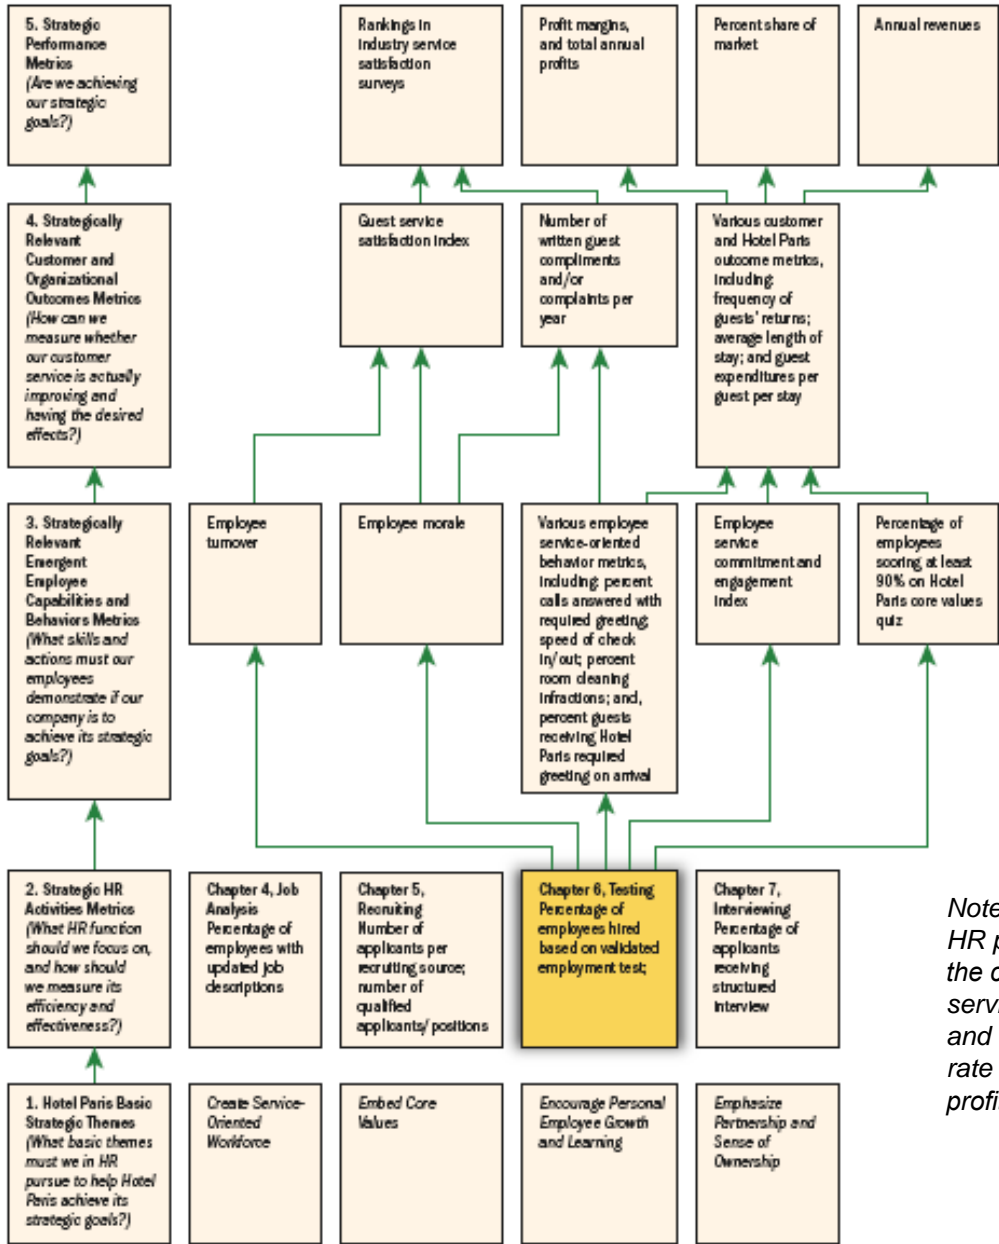 5. Strategic
Performance
Metrics
(Are we achieving
our strategic
goals?)
Rankings in
industry service
satisfaction
surveys
Profit margins,
and total annual
profits
Percent share of
market
Annual revenues
4. Strategically
Relevant
Customer and
Organizational
Outcomes Metrics
(How can we
measure whether
our customer
service is actually
improving and
having the desired
effects?)
Guest service
satisfaction index
Number of
written guest
compliments
and/or
complaints per
year
Various customer
and Hotel Paris
outcome metrics,
including:
frequency of
guests' returns;
average length of
stay; and guest
expenditures per
guest per stay
3. Strategically
Relevant
Emergent
Employee
Capabilities and
Behaviors Metrics
(What skills and
actions must our
employees
demonstrate if our
company is to
achieve its strategic
goals?)
Employee
turnover
Employee morale
Various employee
service-oriented
behavior metrics,
including: percent
calls answered with
required greeting;
speed of check
in/out; percent
room cleaning
infractions; and,
percent guests
receiving Hotel
Paris required
greeting on arrival
Employee
service
commitment and
engagement
index
Percentage of
employees
scoring at least
90% on Hotel
Paris core values
quiz
2. Strategic HR
Activities Metrics
(What HR function
should we focus on,
and how should
we measure its
efficiency and
effectiveness?)
Chapter 4, Job
Analysis
Percentage of
employees with
updated job
descriptions
Chapter 5,
Recruiting
Number of
applicants per
recruiting source;
number of
qualified
applicants/positions
Chapter 6, Testing
Percentage of
employees hired
based on validated
employment test;
Chapter 7,
Interviewing
Percentage of
applicants
receiving
structured
interview
Note
HR p
the c
servi
and
rate
profi
1. Hotel Paris Basic
Strategic Themes
(What basic themes
must we in HR
pursue to help Hotel
Paris achieve its
strategic goals?)
Create Service-
Oriented
Workforce
Embed Core
Values
Encourage Personal
Employee Growth
and Learning
Emphasize
Partnership and
Sense of
Ownership